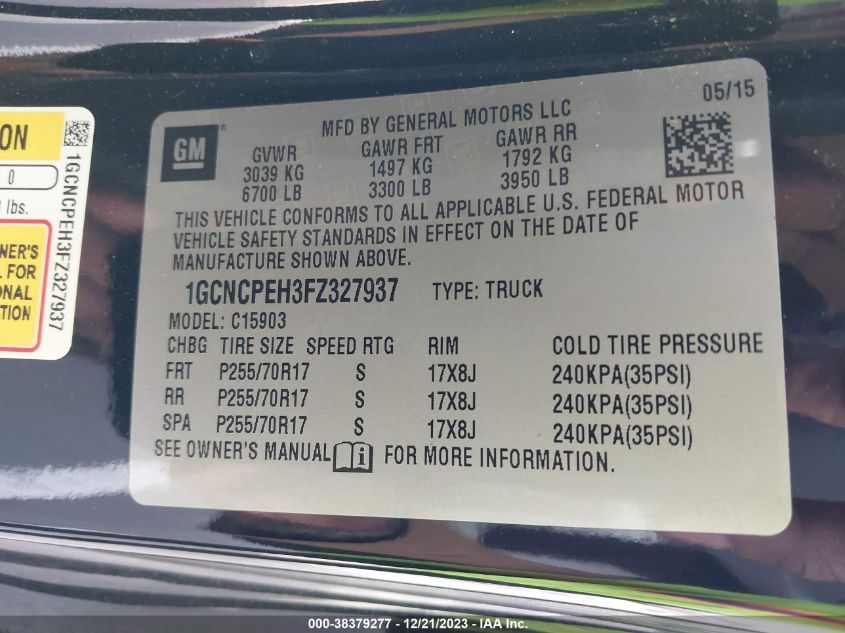 ON
0
lbs.
NER'S
FOR
ONAL
TION
1GCNCPEH3FZ327937
GM
MFD BY GENERAL MOTORS LLC
05/15
GVWR GAWR FRT GAWR RR
3039 KG 1497 KG 1792 KG
6700 LB 3300 LB 3950 LB
THIS VEHICLE CONFORMS TO ALL APPLICABLE U.S. FEDERAL MOTOR
VEHICLE SAFETY STANDARDS IN EFFECT ON THE DATE OF
MANUFACTURE SHOWN ABOVE.
1GCNCPEH3FZ327937 TYPE: TRUCK
MODEL: C15903
CHBG TIRE SIZE SPEED RTG RIM COLD TIRE PRESSURE
FRT P255/70R17 S 17X8J 240KPA(35PSI)
RR P255/70R17 S 17X8J 240KPA(35PSI)
SPA P255/70R17 S 17X8J 240KPA(35PSI)
SEE OWNER'S MANUAL i FOR MORE INFORMATION.
000-38379277 - 12/21/2023 - IAA Inc.